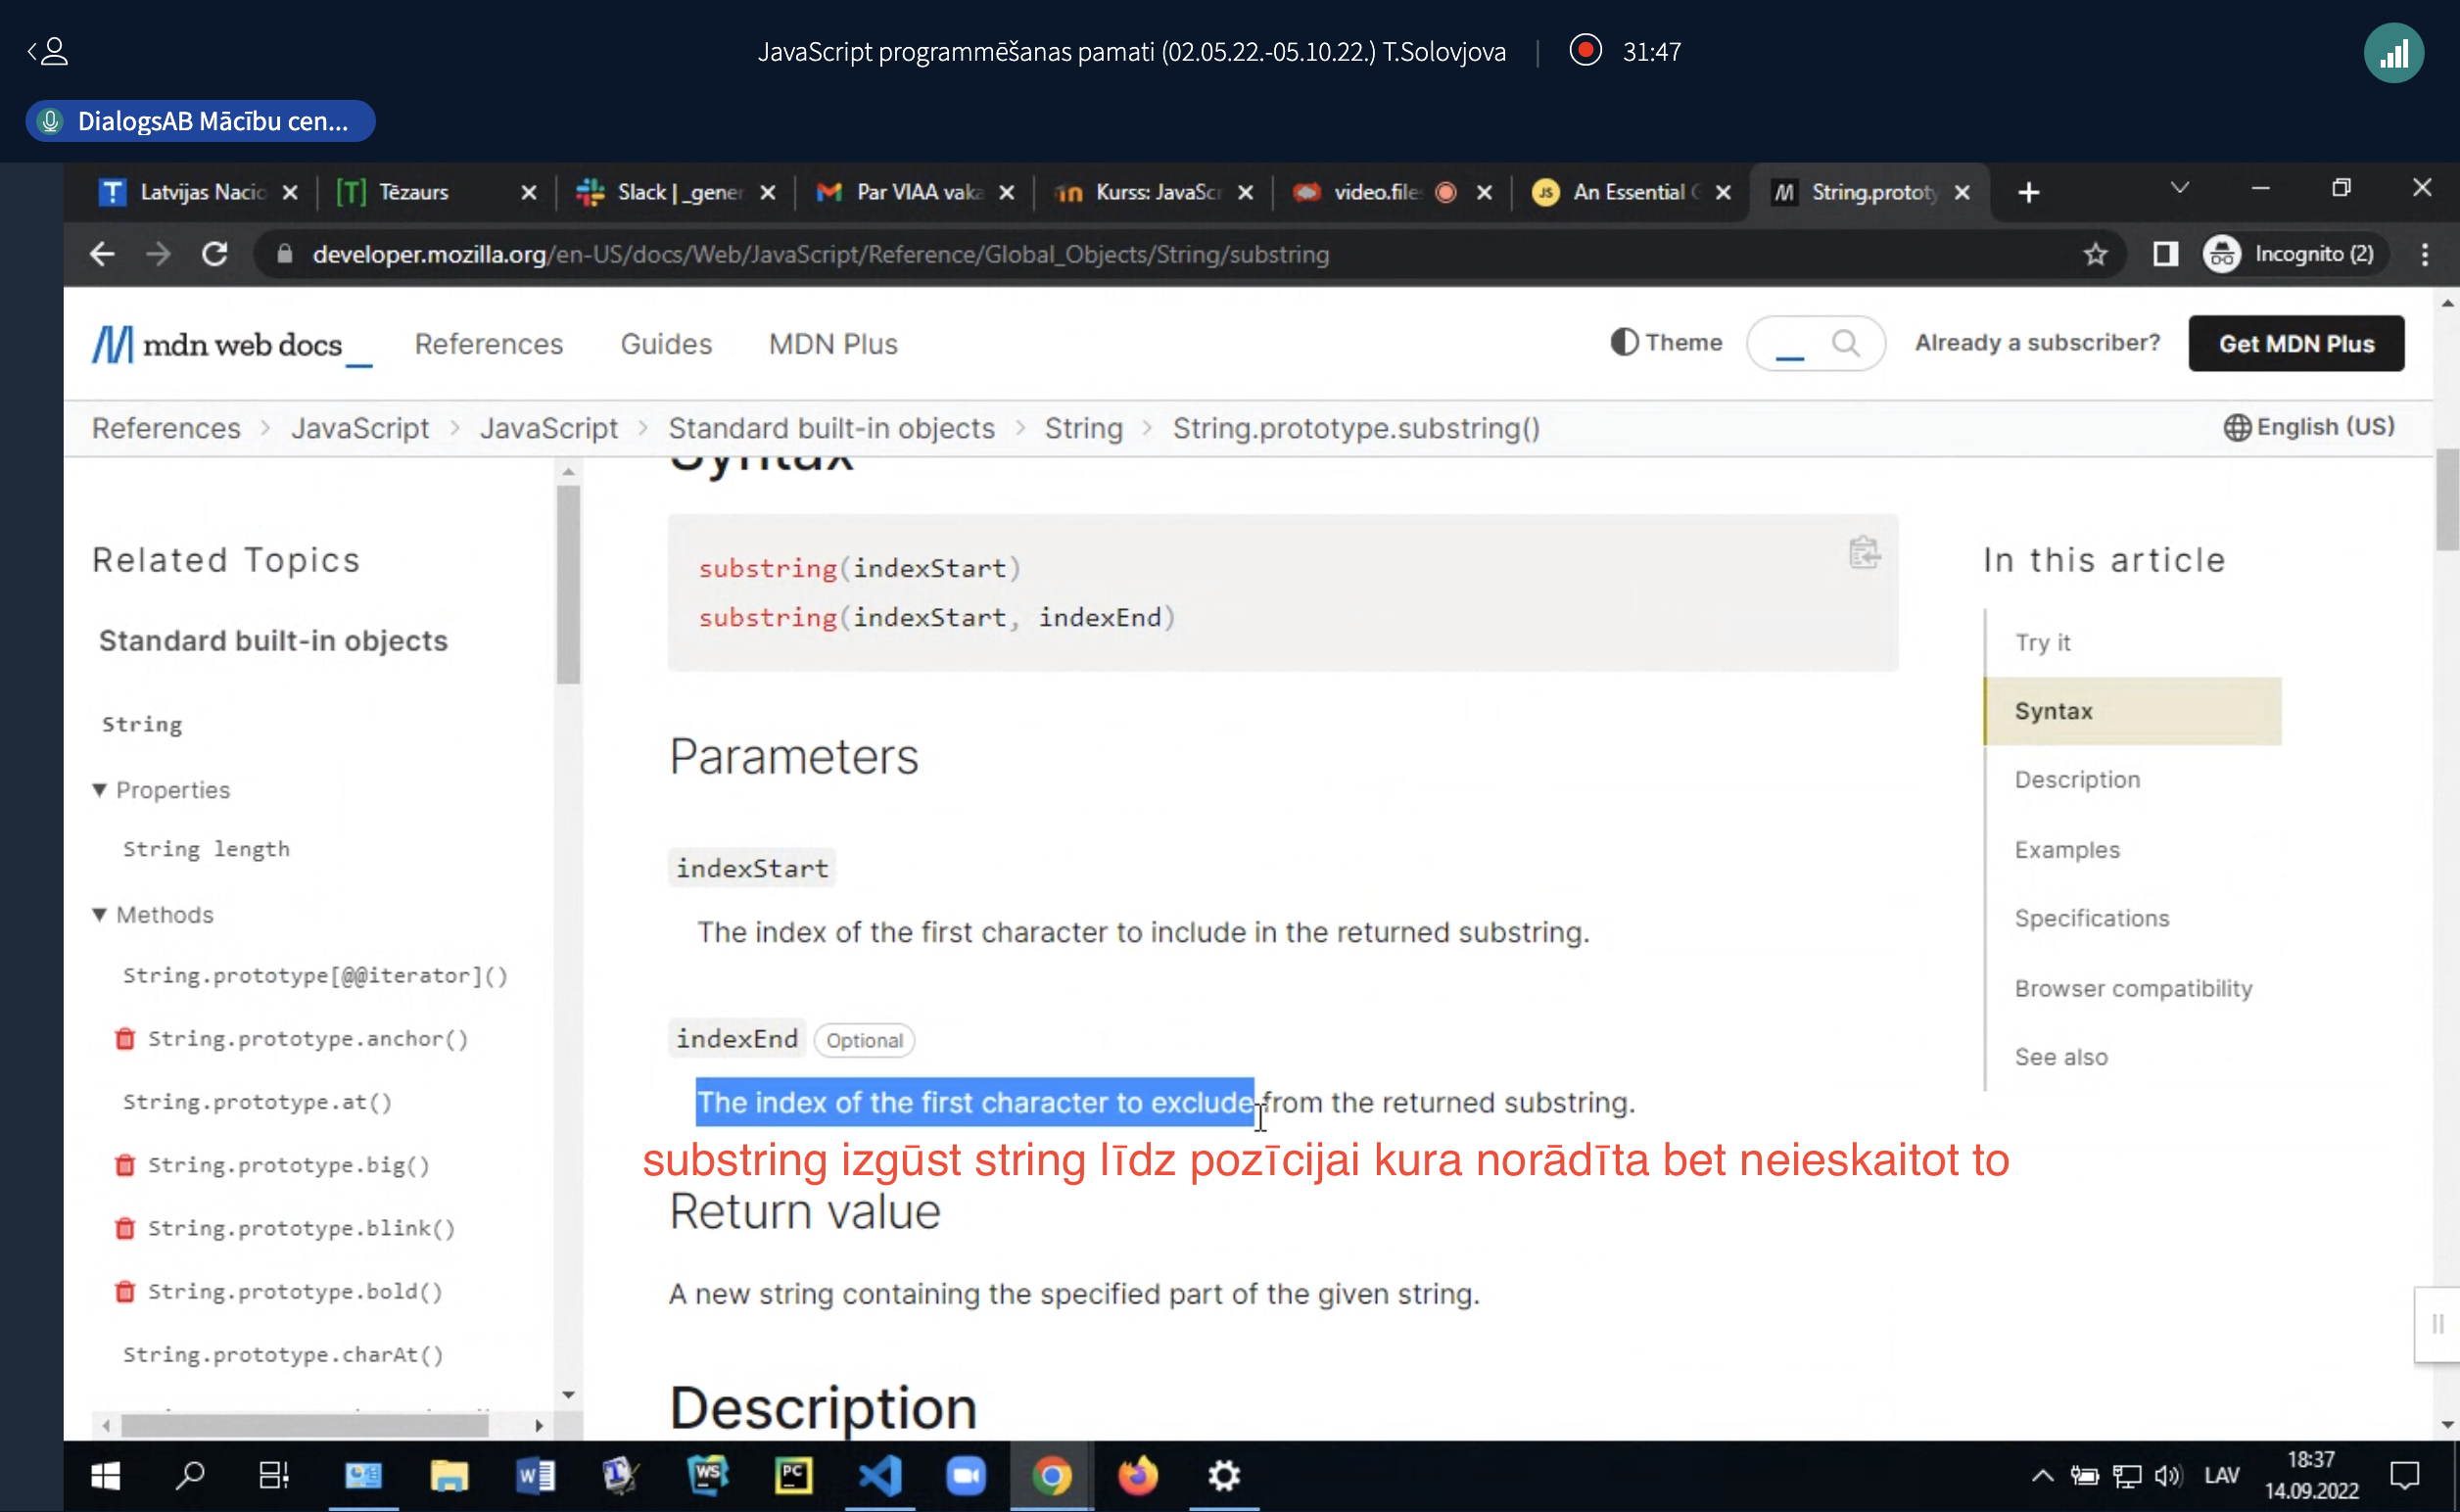 JavaScript programmēšanas pamati (02.05.22.-05.10.22.) T.Solovjova | 31:47
DialogsAB Mācību cen...
Latvijas Nacio
Tēzaurs
Slack | _gener
Par VIAA vaka
Kurss: JavaScr
video.file
An Essential
String.prototy
developer.mozilla.org/en-US/docs/Web/JavaScript/Reference/Global_Objects/String/substring
Incognito (2)
mdn web docs_
References
Guides
MDN Plus
Theme
Already a subscriber?
Get MDN Plus
References > JavaScript > JavaScript > Standard built-in objects > String > String.prototype.substring()
English (US)
Related Topics
Standard built-in objects
String
Properties
String length
Methods
String.prototype[@@iterator]()
String.prototype.anchor()
String.prototype.at()
String.prototype.big()
String.prototype.blink()
String.prototype.bold()
String.prototype.charAt()
Syntax
substring(indexStart)
substring(indexStart, indexEnd)
Parameters
indexStart
The index of the first character to include in the returned substring.
indexEnd Optional
The index of the first character to exclude from the returned substring.
substring izgūst string līdz pozīcijai kura norādīta bet neieskaitot to
Return value
A new string containing the specified part of the given string.
Description
In this article
Try it
Syntax
Description
Examples
Specifications
Browser compatibility
See also
LAV
18:37
14.09.2022